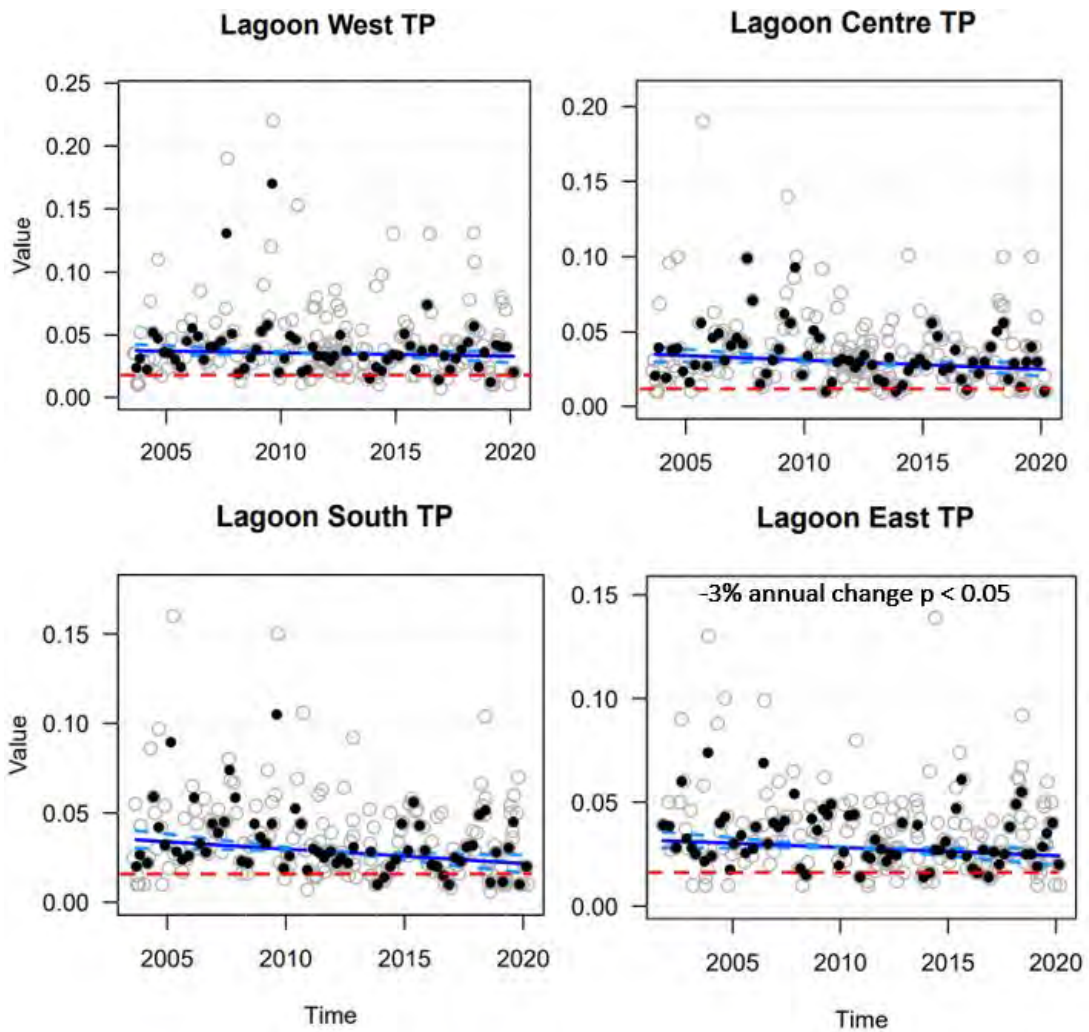 Lagoon West TP
Lagoon Centre TP
Value
0.25
0.20
0.15
0.10
0.05
0.00
2005 2010 2015 2020
0.20
0.15
0.10
0.05
0.00
2005 2010 2015 2020
Lagoon South TP
Lagoon East TP
Value
0.15
0.10
0.05
0.00
2005 2010 2015 2020
Time
-3% annual change p < 0.05
0.15
0.10
0.05
0.00
2005 2010 2015 2020
Time